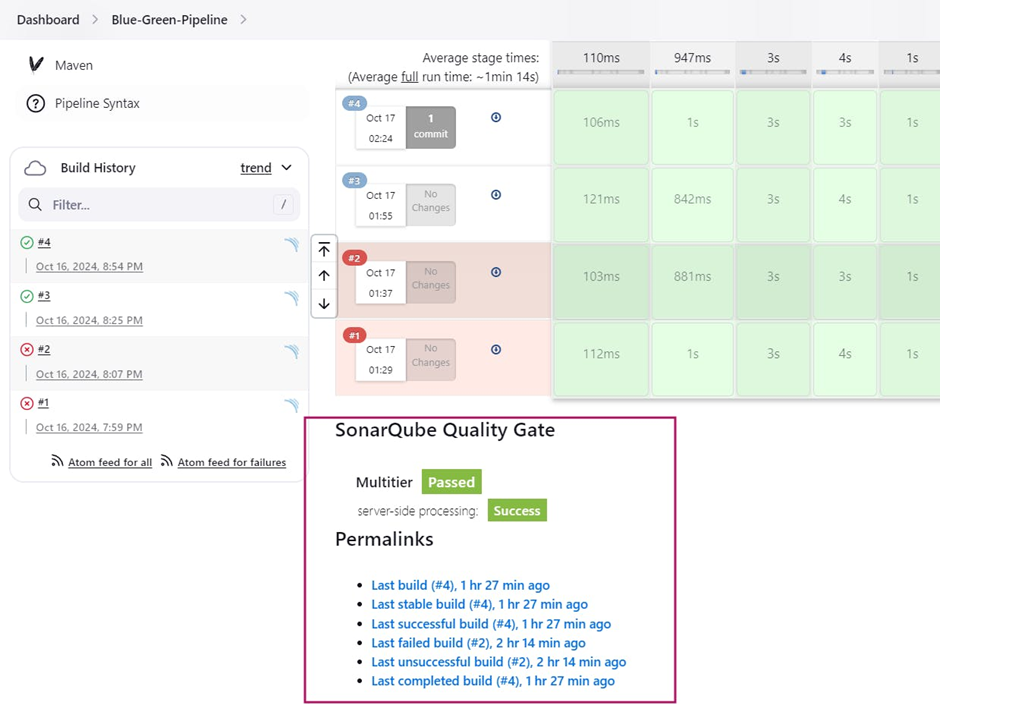 Dashboard > Blue-Green-Pipeline >
Maven
Pipeline Syntax
Build History trend
Filter... /
#4
Oct 16, 2024, 8:54 PM
#3
Oct 16, 2024, 8:25 PM
#2
Oct 16, 2024, 8:07 PM
#1
Oct 16, 2024, 7:59 PM
Atom feed for all Atom feed for failures
Average stage times:
(Average full run time: ~1min 14s)
110ms 947ms 3s 4s 1s
#4
Oct 17
02:24
1
commit
106ms 1s 3s 3s 1s
#3
Oct 17
01:55
No
Changes
121ms 842ms 3s 4s 1s
#2
Oct 17
01:37
No
Changes
103ms 881ms 3s 3s 1s
#1
Oct 17
01:29
No
Changes
112ms 1s 3s 4s 1s
SonarQube Quality Gate
Multitier Passed
server-side processing: Success
Permalinks
Last build (#4), 1 hr 27 min ago
Last stable build (#4), 1 hr 27 min ago
Last successful build (#4), 1 hr 27 min ago
Last failed build (#2), 2 hr 14 min ago
Last unsuccessful build (#2), 2 hr 14 min ago
Last completed build (#4), 1 hr 27 min ago